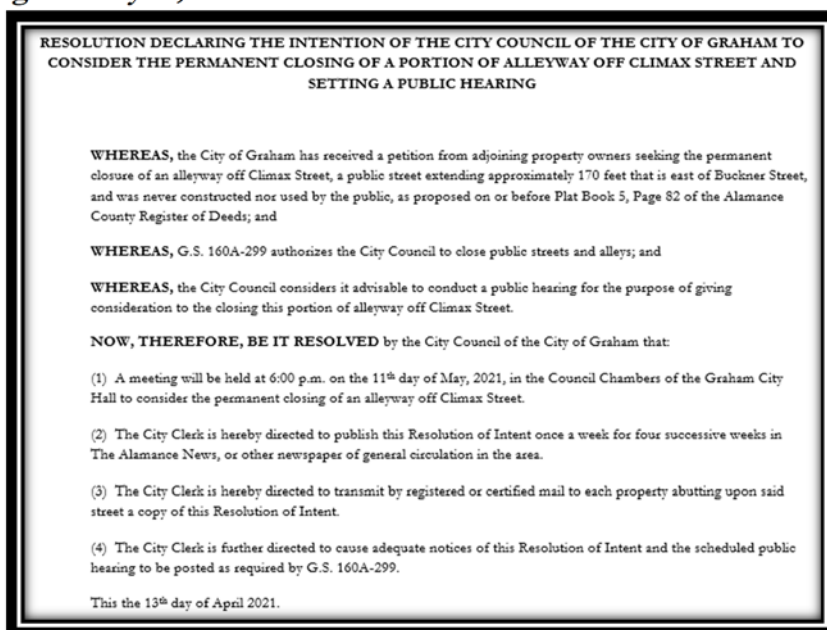 RESOLUTION DECLARING THE INTENTION OF THE CITY COUNCIL OF THE CITY OF GRAHAM TO
CONSIDER THE PERMANENT CLOSING OF A PORTION OF ALLEYWAY OFF CLIMAX STREET AND
SETTING A PUBLIC HEARING
WHEREAS, the City of Graham has received a petition from adjoining property owners seeking the permanent
closure of an alleyway off Climax Street, a public street extending approximately 170 feet that is east of Buckner Street,
and was never constructed nor used by the public, as proposed on or before Plat Book 5, Page 82 of the Alamance
County Register of Deeds; and
WHEREAS, G.S. 160A-299 authorizes the City Council to close public streets and alleys; and
WHEREAS, the City Council considers it advisable to conduct a public hearing for the purpose of giving
consideration to the closing this portion of alleyway off Climax Street.
NOW, THEREFORE, BE IT RESOLVED by the City Council of the City of Graham that:
(1) A meeting will be held at 6:00 p.m. on the 11th day of May, 2021, in the Council Chambers of the Graham City
Hall to consider the permanent closing of an alleyway off Climax Street.
(2) The City Clerk is hereby directed to publish this Resolution of Intent once a week for four successive weeks in
The Alamance News, or other newspaper of general circulation in the area.
(3) The City Clerk is hereby directed to transmit by registered or certified mail to each property abutting upon said
street a copy of this Resolution of Intent.
(4) The City Clerk is further directed to cause adequate notices of this Resolution of Intent and the scheduled public
hearing to be posted as required by G.S. 160A-299.
This the 13th day of April 2021.